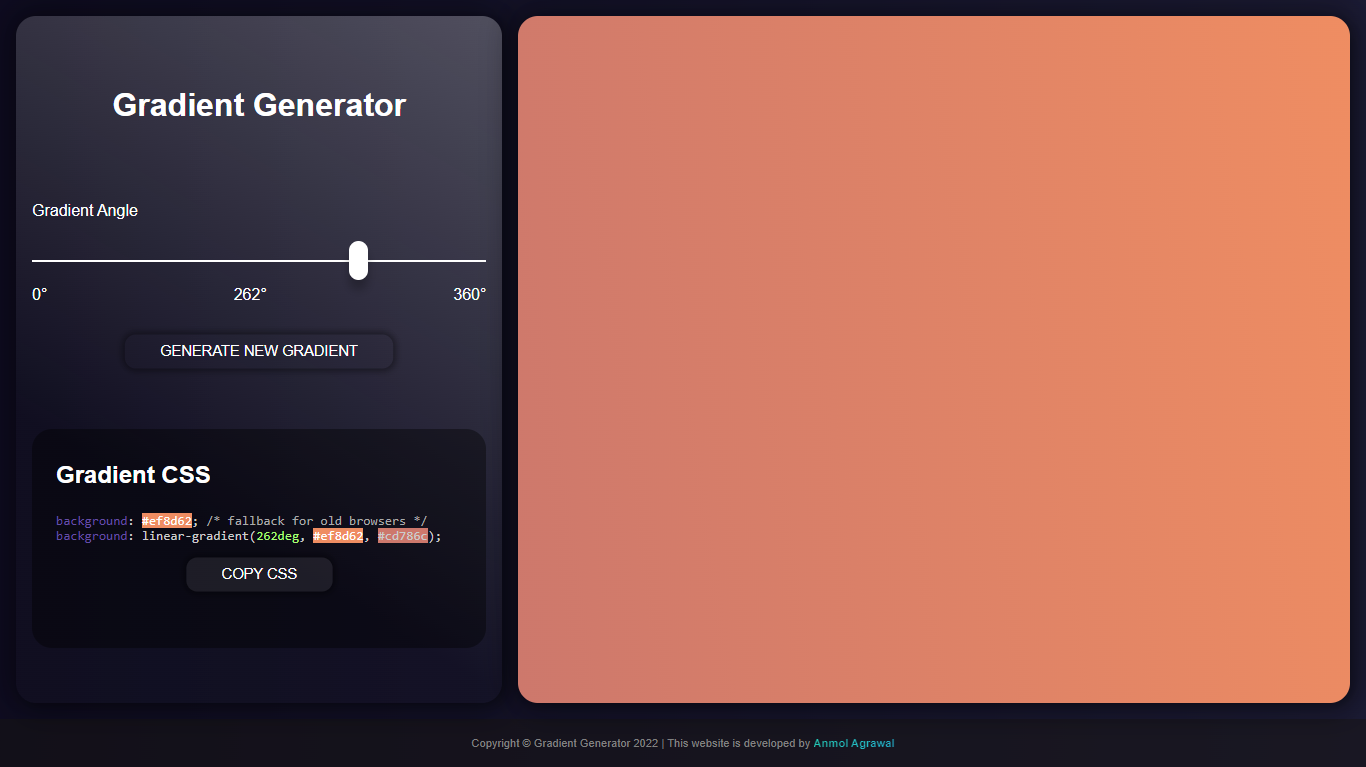 Gradient Generator
Gradient Angle
0° 262° 360°
GENERATE NEW GRADIENT
Gradient CSS
background: #ef8d62; /* fallback for old browsers */
background: linear-gradient(262deg, #ef8d62, #cd786c);
COPY CSS
Copyright © Gradient Generator 2022 | This website is developed by Anmol Agrawal